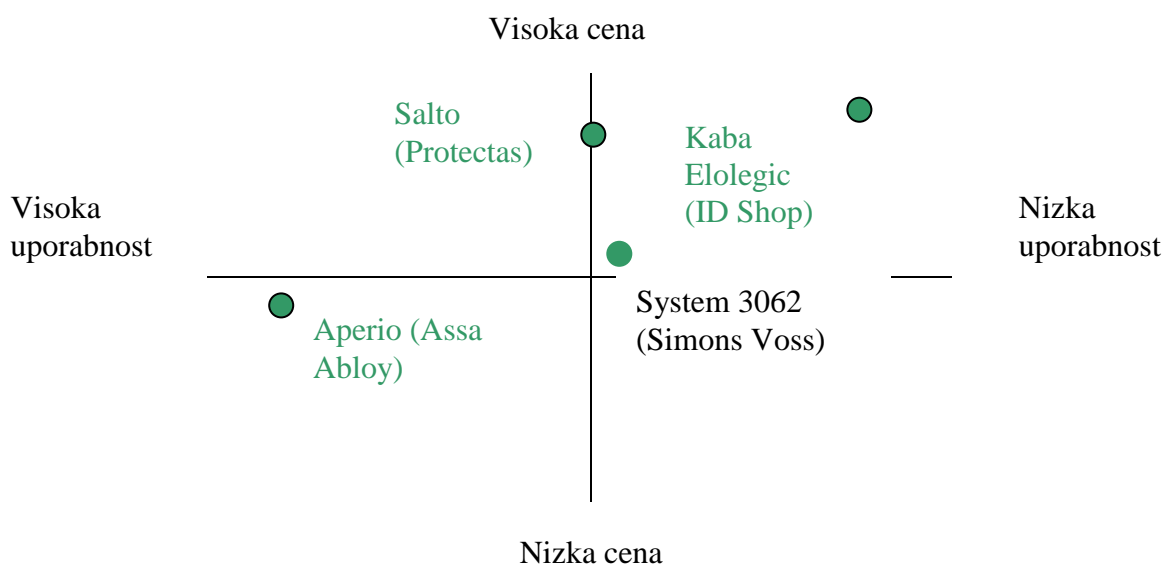 Visoka cena
Salto
(Protectas)
Kaba
Elolegic
(ID Shop)
Visoka
uporabnost
Nizka
uporabnost
System 3062
(Simons Voss)
Aperio (Assa
Abloy)
Nizka cena